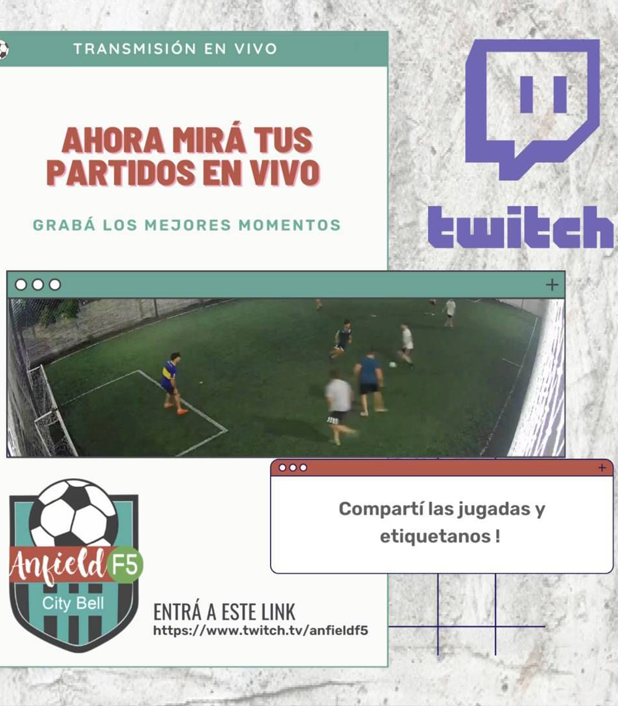 TRANSMISIÓN EN VIVO
AHORA MIRÁ TUS
PARTIDOS EN VIVO
GRABÁ LOS MEJORES MOMENTOS
twitch
Compartí las jugadas y
etiquetanos !
Anfield F5
City Bell
ENTRÁ A ESTE LINK
https://www.twitch.tv/anfieldf5